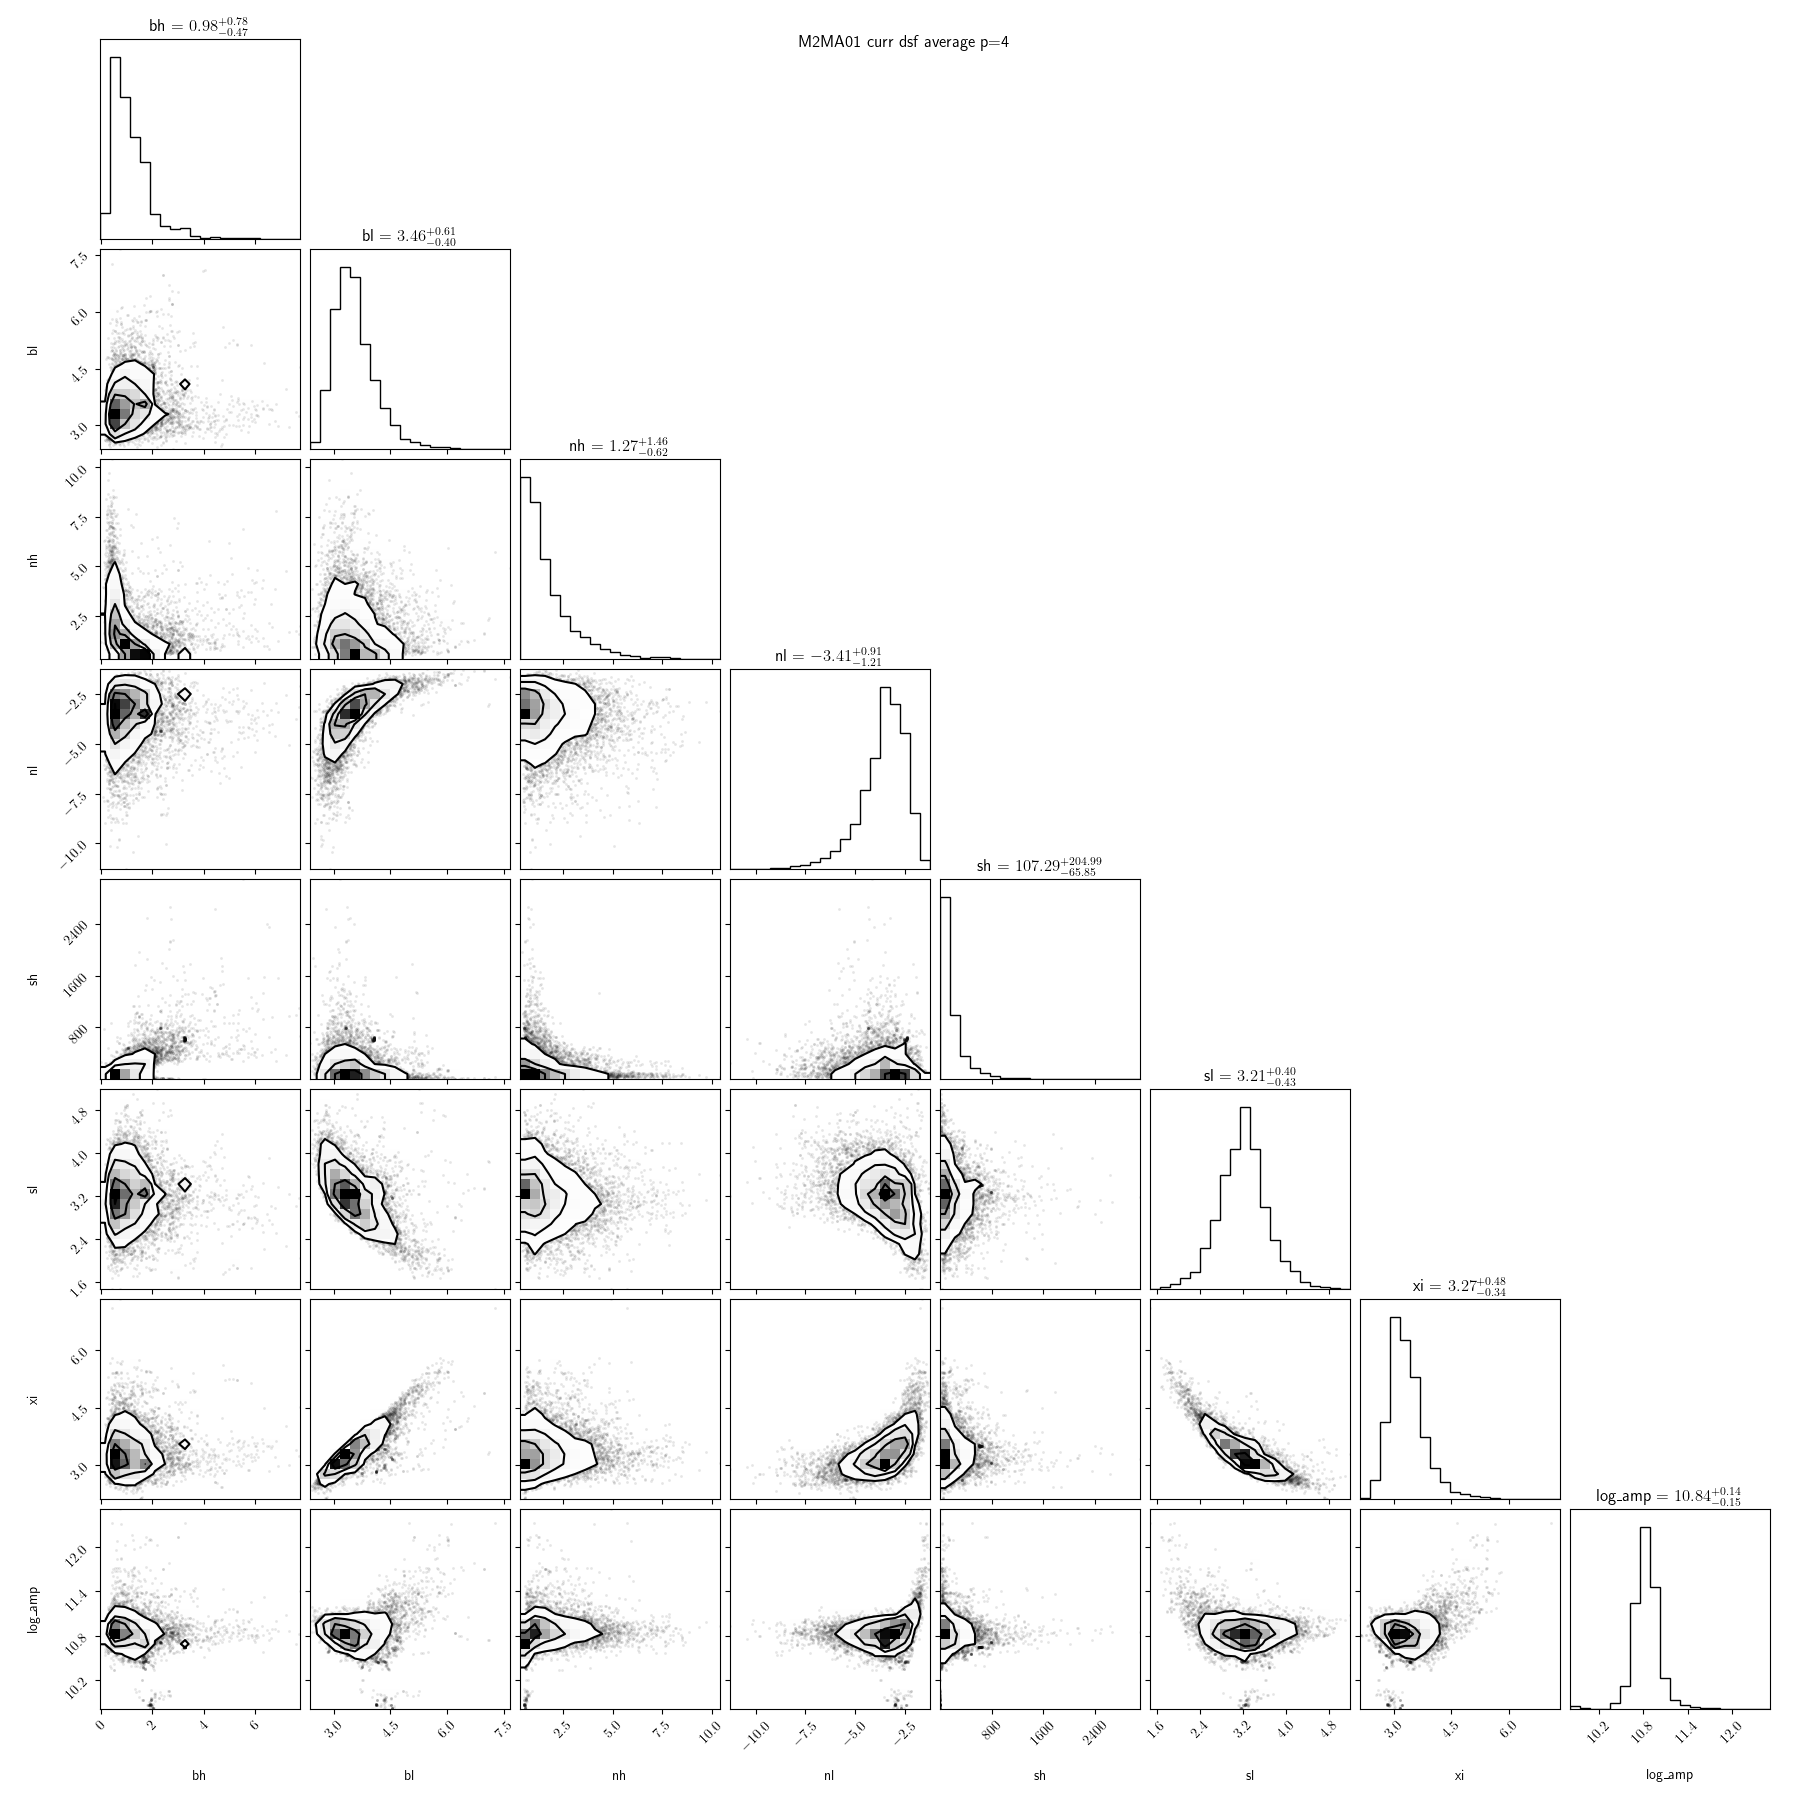 bh = 0.98+0.78 −0.47
M2MA01 curr dsf average p=4
bl = 3.46+0.61 −0.40
7.5
6.0
4.5
3.0
bl
nh = 1.27+1.46 −0.62
10.0
7.5
5.0
2.5
nh
nl = −3.41+0.91 −1.21
−2.5
−5.0
−7.5
−10.0
nl
sh = 107.29+204.99 −65.85
2400
1600
800
sh
sl = 3.21+0.40 −0.43
4.8
4.0
3.2
2.4
1.6
sl
xi = 3.27+0.48 −0.34
6.0
4.5
3.0
xi
log_amp = 10.84+0.14 −0.15
12.0
11.4
10.8
10.2
log_amp
0 2 4 6
3.0 4.5 6.0 7.5
2.5 5.0 7.5 10.0
−10.0 −7.5 −5.0 −2.5
800 1600 2400
1.6 2.4 3.2 4.0 4.8
3.0 4.5 6.0
10.2 10.8 11.4 12.0
bh bl nh nl sh sl xi log_amp